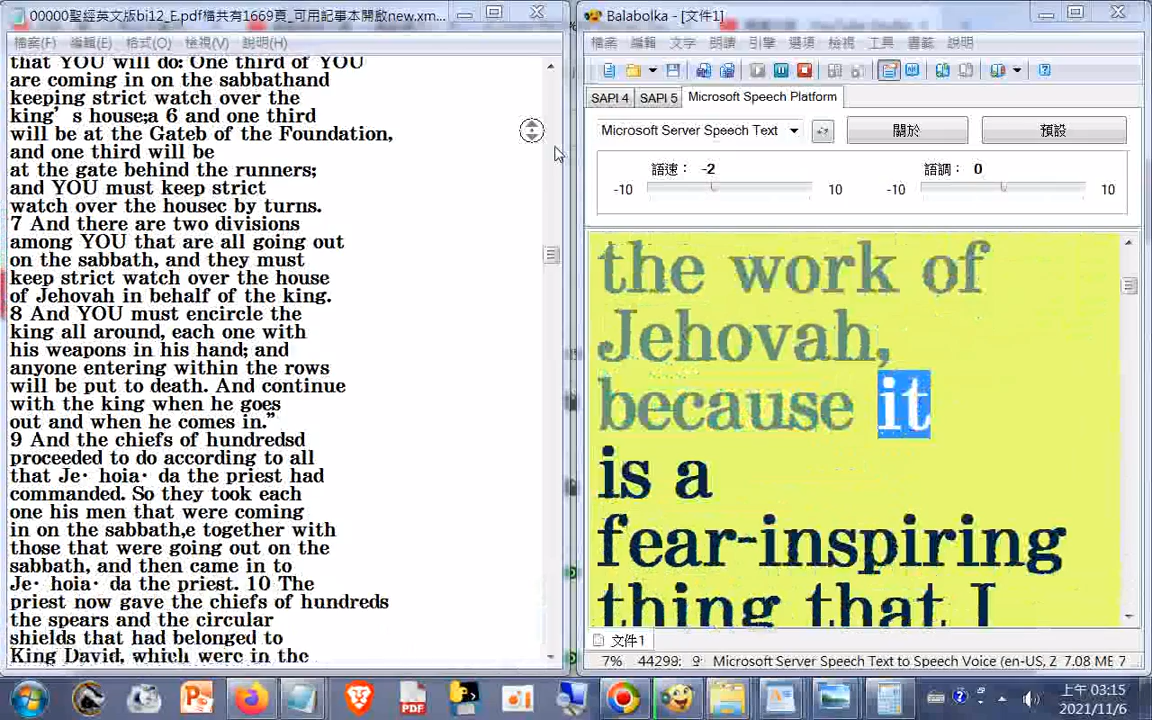 00000聖經英文版bi12_E.pdf檔共有1669頁_可用記事本開啟new.xm...
檔案(F) 編輯(E) 格式(O) 檢視(V) 說明(H)
that YOU will do: One third of YOU
are coming in on the sabbathand
keeping strict watch over the
king’s house;a 6 and one third
will be at the Gateb of the Foundation,
and one third will be
at the gate behind the runners;
and YOU must keep strict
watch over the housec by turns.
7 And there are two divisions
among YOU that are all going out
on the sabbath, and they must
keep strict watch over the house
of Jehovah in behalf of the king.
8 And YOU must encircle the
king all around, each one with
his weapons in his hand; and
anyone entering within the rows
will be put to death. And continue
with the king when he goes
out and when he comes in.”
9 And the chiefs of hundredsd
proceeded to do according to all
that Je·hoia·da the priest had
commanded. So they took each
one his men that were coming
in on the sabbath,e together with
those that were going out on the
sabbath, and then came in to
Je·hoia·da the priest. 10 The
priest now gave the chiefs of hundreds
the spears and the circular
shields that had belonged to
King David, which were in the
Balabolka - [文件1]
檔案 編輯 文字 朗讀 引擎 選項 檢視 工具 書籤 說明
SAPI 4 SAPI 5 Microsoft Speech Platform
Microsoft Server Speech Text 關於 預設
語速: -2 語調: 0
-10 10 -10 10
the work of
Jehovah,
because it
is a
fear-inspiring
thing that I
文件1
7% 44299: 9 Microsoft Server Speech Text to Speech Voice (en-US, Z 7.08 ME 7
PDF
上午 03:15
2021/11/6